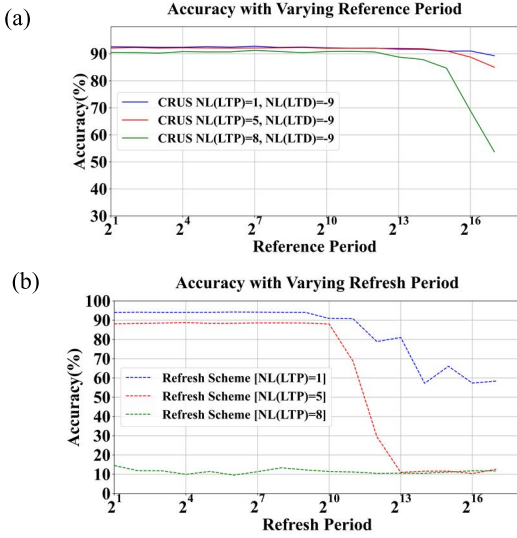 (a)
Accuracy with Varying Reference Period
Accuracy(%)
90
80
70
60
50
40
30
CRUS NL(LTP)=1, NL(LTD)=-9
CRUS NL(LTP)=5, NL(LTD)=-9
CRUS NL(LTP)=8, NL(LTD)=-9
2^1 2^4 2^7 2^10 2^13 2^16
Reference Period
(b)
Accuracy with Varying Refresh Period
Accuracy(%)
100
90
80
70
60
50
40
30
20
10
0
Refresh Scheme [NL(LTP)=1]
Refresh Scheme [NL(LTP)=5]
Refresh Scheme [NL(LTP)=8]
2^1 2^4 2^7 2^10 2^13 2^16
Refresh Period